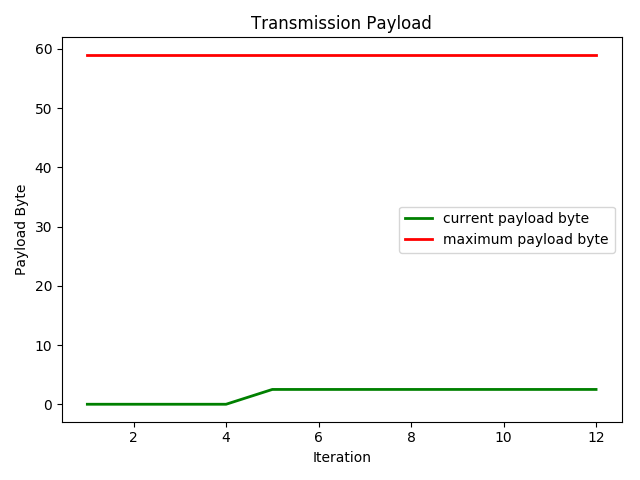 Transmission Payload
60
50
40
30
20
10
0
Payload Byte
current payload byte
maximum payload byte
2 4 6 8 10 12
Iteration